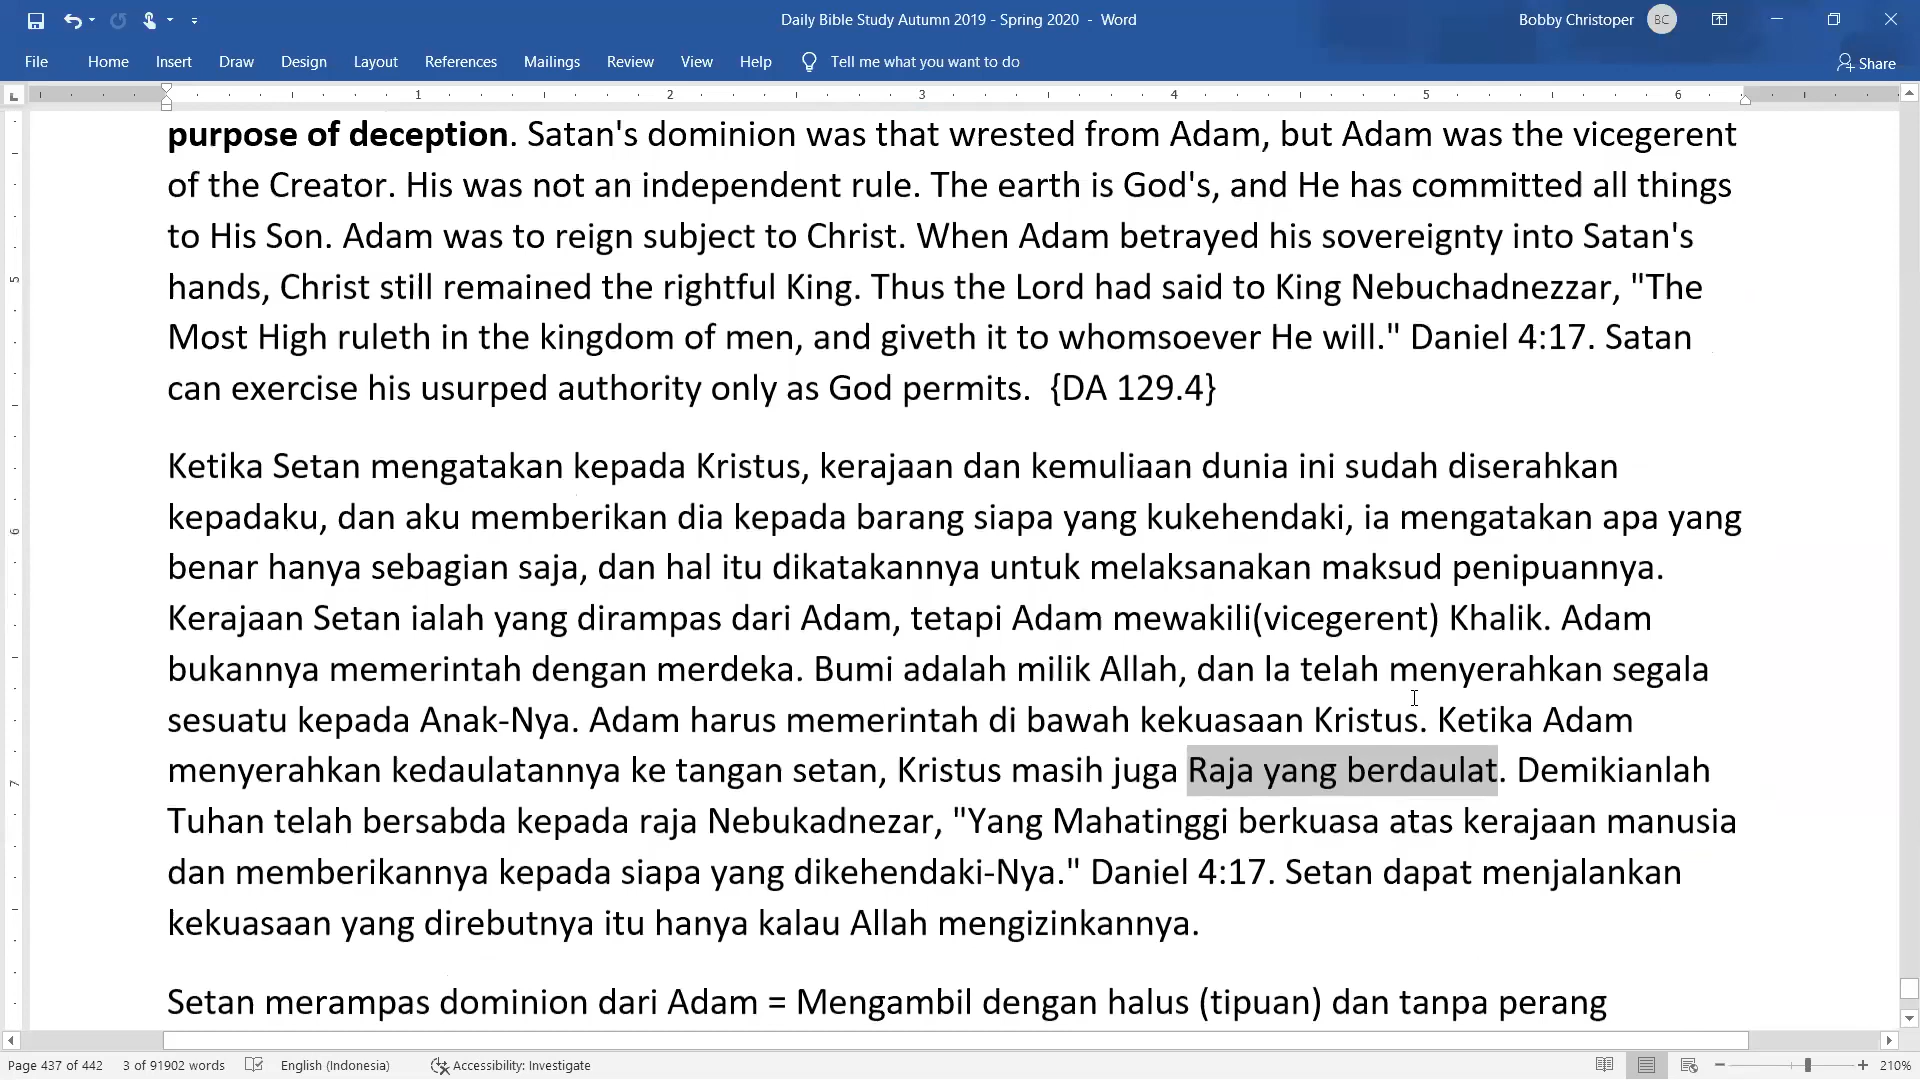 Daily Bible Study Autumn 2019 - Spring 2020 - Word
Bobby Christoper
BC
File Home Insert Draw Design Layout References Mailings Review View Help Tell me what you want to do
Share
1 2 3 4 5 6
purpose of deception. Satan's dominion was that wrested from Adam, but Adam was the vicegerent
of the Creator. His was not an independent rule. The earth is God's, and He has committed all things
to His Son. Adam was to reign subject to Christ. When Adam betrayed his sovereignty into Satan's
hands, Christ still remained the rightful King. Thus the Lord had said to King Nebuchadnezzar, "The
Most High ruleth in the kingdom of men, and giveth it to whomsoever He will." Daniel 4:17. Satan
can exercise his usurped authority only as God permits.  {DA 129.4}
Ketika Setan mengatakan kepada Kristus, kerajaan dan kemuliaan dunia ini sudah diserahkan
kepadaku, dan aku memberikan dia kepada barang siapa yang kukehendaki, ia mengatakan apa yang
benar hanya sebagian saja, dan hal itu dikatakannya untuk melaksanakan maksud penipuannya.
Kerajaan Setan ialah yang dirampas dari Adam, tetapi Adam mewakili(vicegerent) Khalik. Adam
bukannya memerintah dengan merdeka. Bumi adalah milik Allah, dan la telah menyerahkan segala
sesuatu kepada Anak-Nya. Adam harus memerintah di bawah kekuasaan Kristus. Ketika Adam
menyerahkan kedaulatannya ke tangan setan, Kristus masih juga Raja yang berdaulat. Demikianlah
Tuhan telah bersabda kepada raja Nebukadnezar, "Yang Mahatinggi berkuasa atas kerajaan manusia
dan memberikannya kepada siapa yang dikehendaki-Nya." Daniel 4:17. Setan dapat menjalankan
kekuasaan yang direbutnya itu hanya kalau Allah mengizinkannya.
Setan merampas dominion dari Adam = Mengambil dengan halus (tipuan) dan tanpa perang
5
6
7
Page 437 of 442 3 of 91902 words English (Indonesia) Accessibility: Investigate 210%